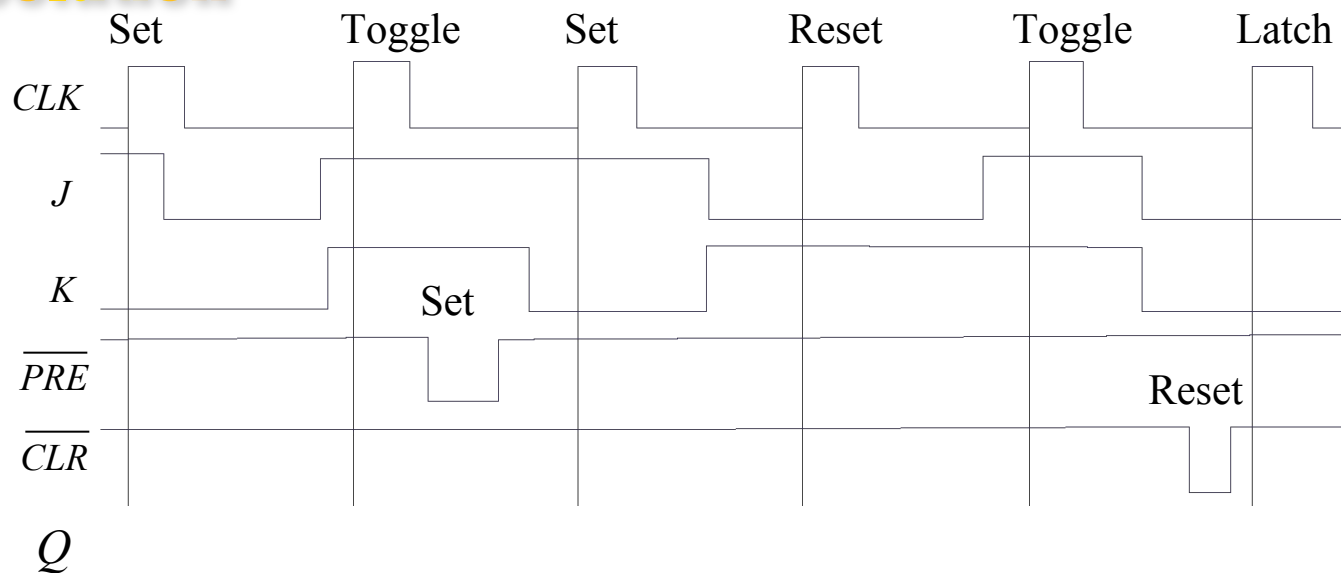 Set Toggle Set Reset Toggle Latch
CLK
J
K
Set
PRE
Reset
CLR
Q